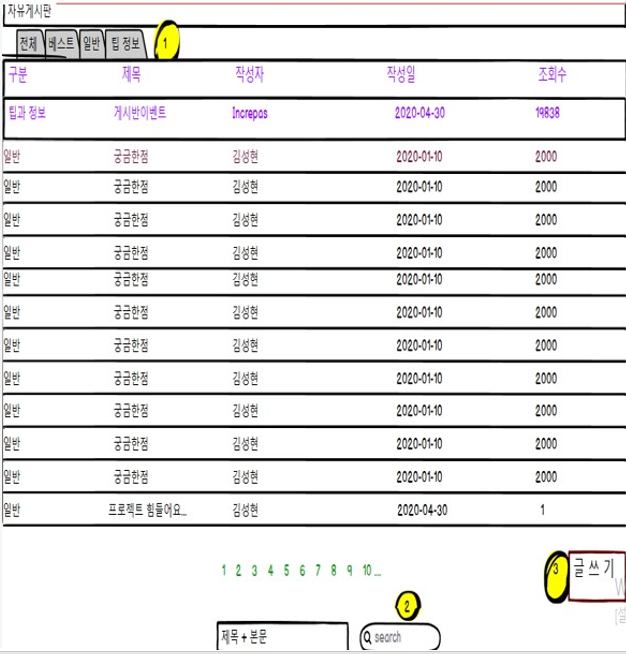 자유게시판
전체 베스트 일반 팁 정보 1
구분 제목 작성자 작성일 조회수
팁과 정보 게시반이벤트 Increpas 2020-04-30 19838
일반 궁금한점 김성현 2020-01-10 2000
일반 궁금한점 김성현 2020-01-10 2000
일반 궁금한점 김성현 2020-01-10 2000
일반 궁금한점 김성현 2020-01-10 2000
일반 궁금한점 김성현 2020-01-10 2000
일반 궁금한점 김성현 2020-01-10 2000
일반 궁금한점 김성현 2020-01-10 2000
일반 궁금한점 김성현 2020-01-10 2000
일반 궁금한점 김성현 2020-01-10 2000
일반 궁금한점 김성현 2020-01-10 2000
일반 궁금한점 김성현 2020-01-10 2000
일반 프로젝트 힘들어요... 김성현 2020-04-30 1
1 2 3 4 5 6 7 8 9 10...
3 글 쓰 기
2
제목 + 본문 search